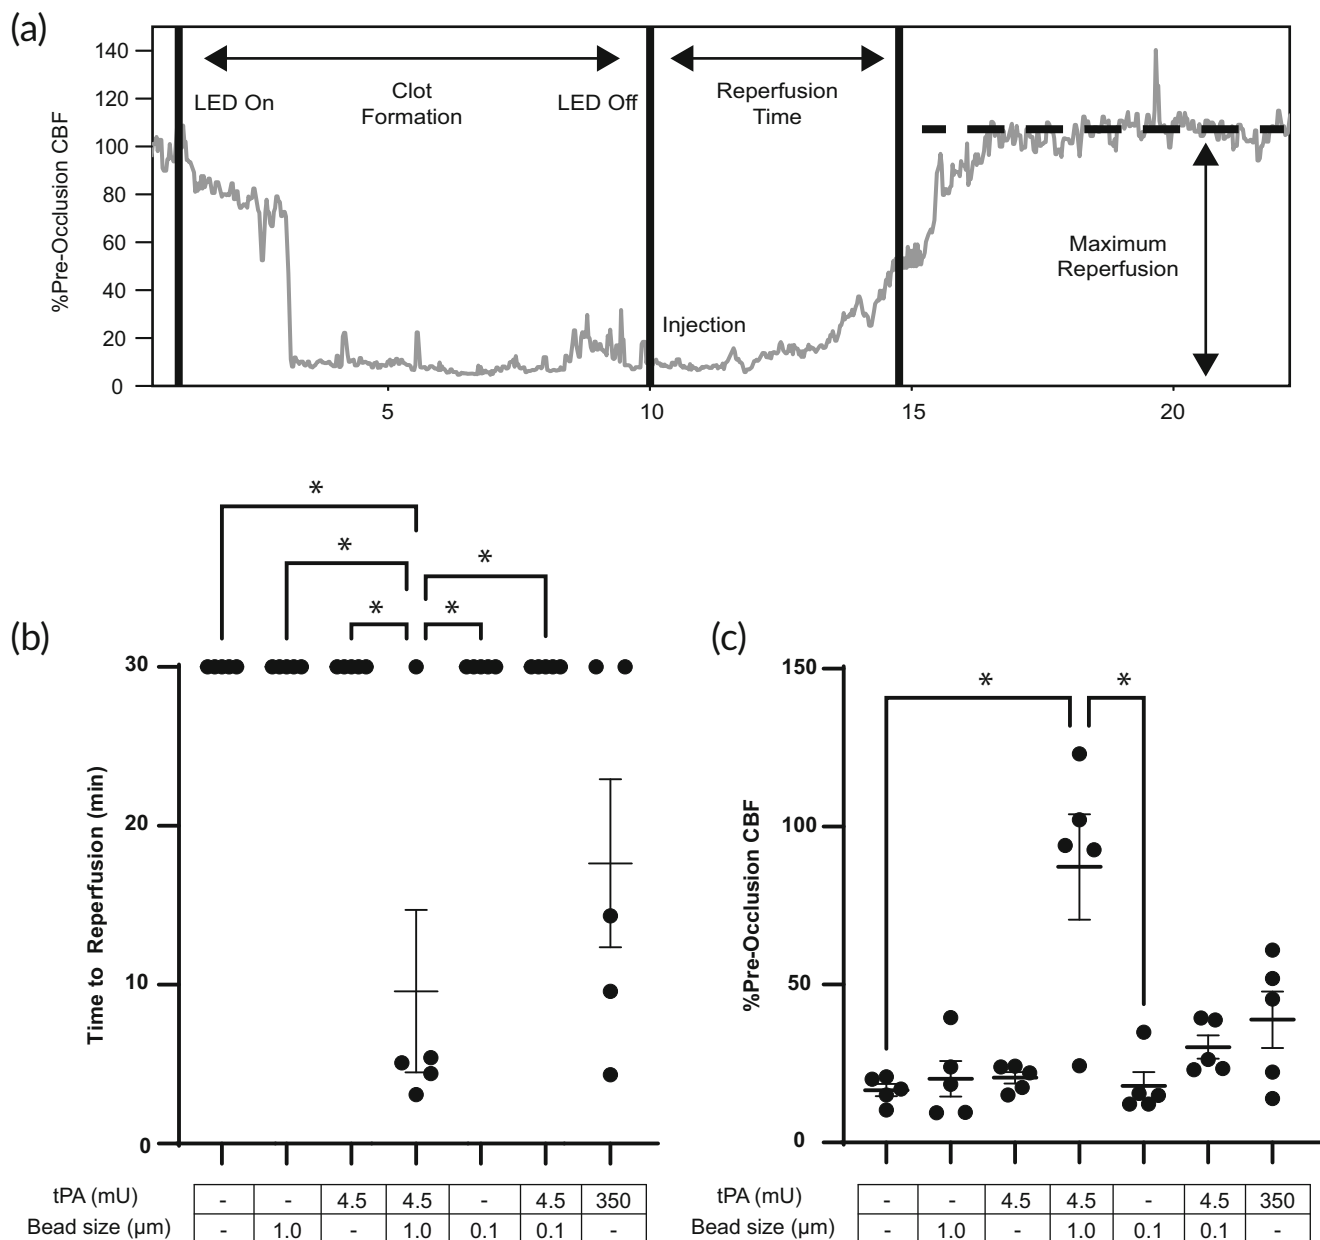 (a)
%Pre-Occlusion CBF
140
120
100
80
60
40
20
0
LED On
Clot
Formation
LED Off
Reperfusion
Time
Injection
Maximum
Reperfusion
5
10
15
20
(b)
Time to Reperfusion (min)
30
20
10
0
*
*
*
*
*
tPA (mU) - - 4.5 4.5 - 4.5 350
Bead size (μm) - 1.0 - 1.0 0.1 0.1 -
(c)
%Pre-Occlusion CBF
150
100
50
0
*
*
tPA (mU) - - 4.5 4.5 - 4.5 350
Bead size (μm) - 1.0 - 1.0 0.1 0.1 -